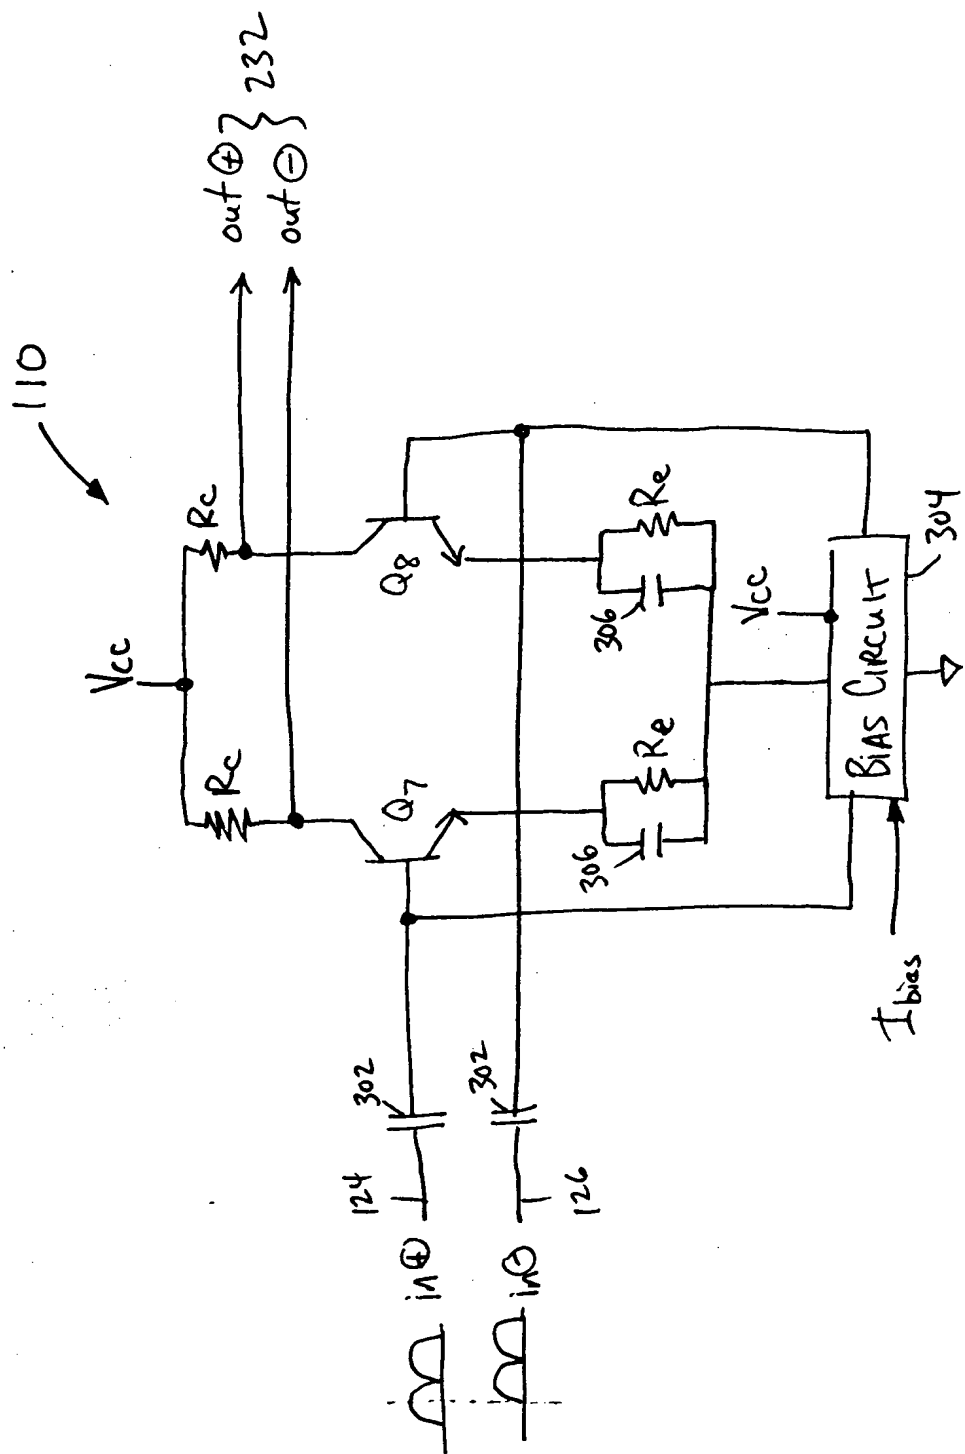 110
Vcc
Rc
Rc
out ⊕
out ⊖
} 232
Q7
Q8
in ⊕
124
302
in ⊖
126
302
306
Re
306
Re
Vcc
BIAS CIRCUIT
304
Ibias